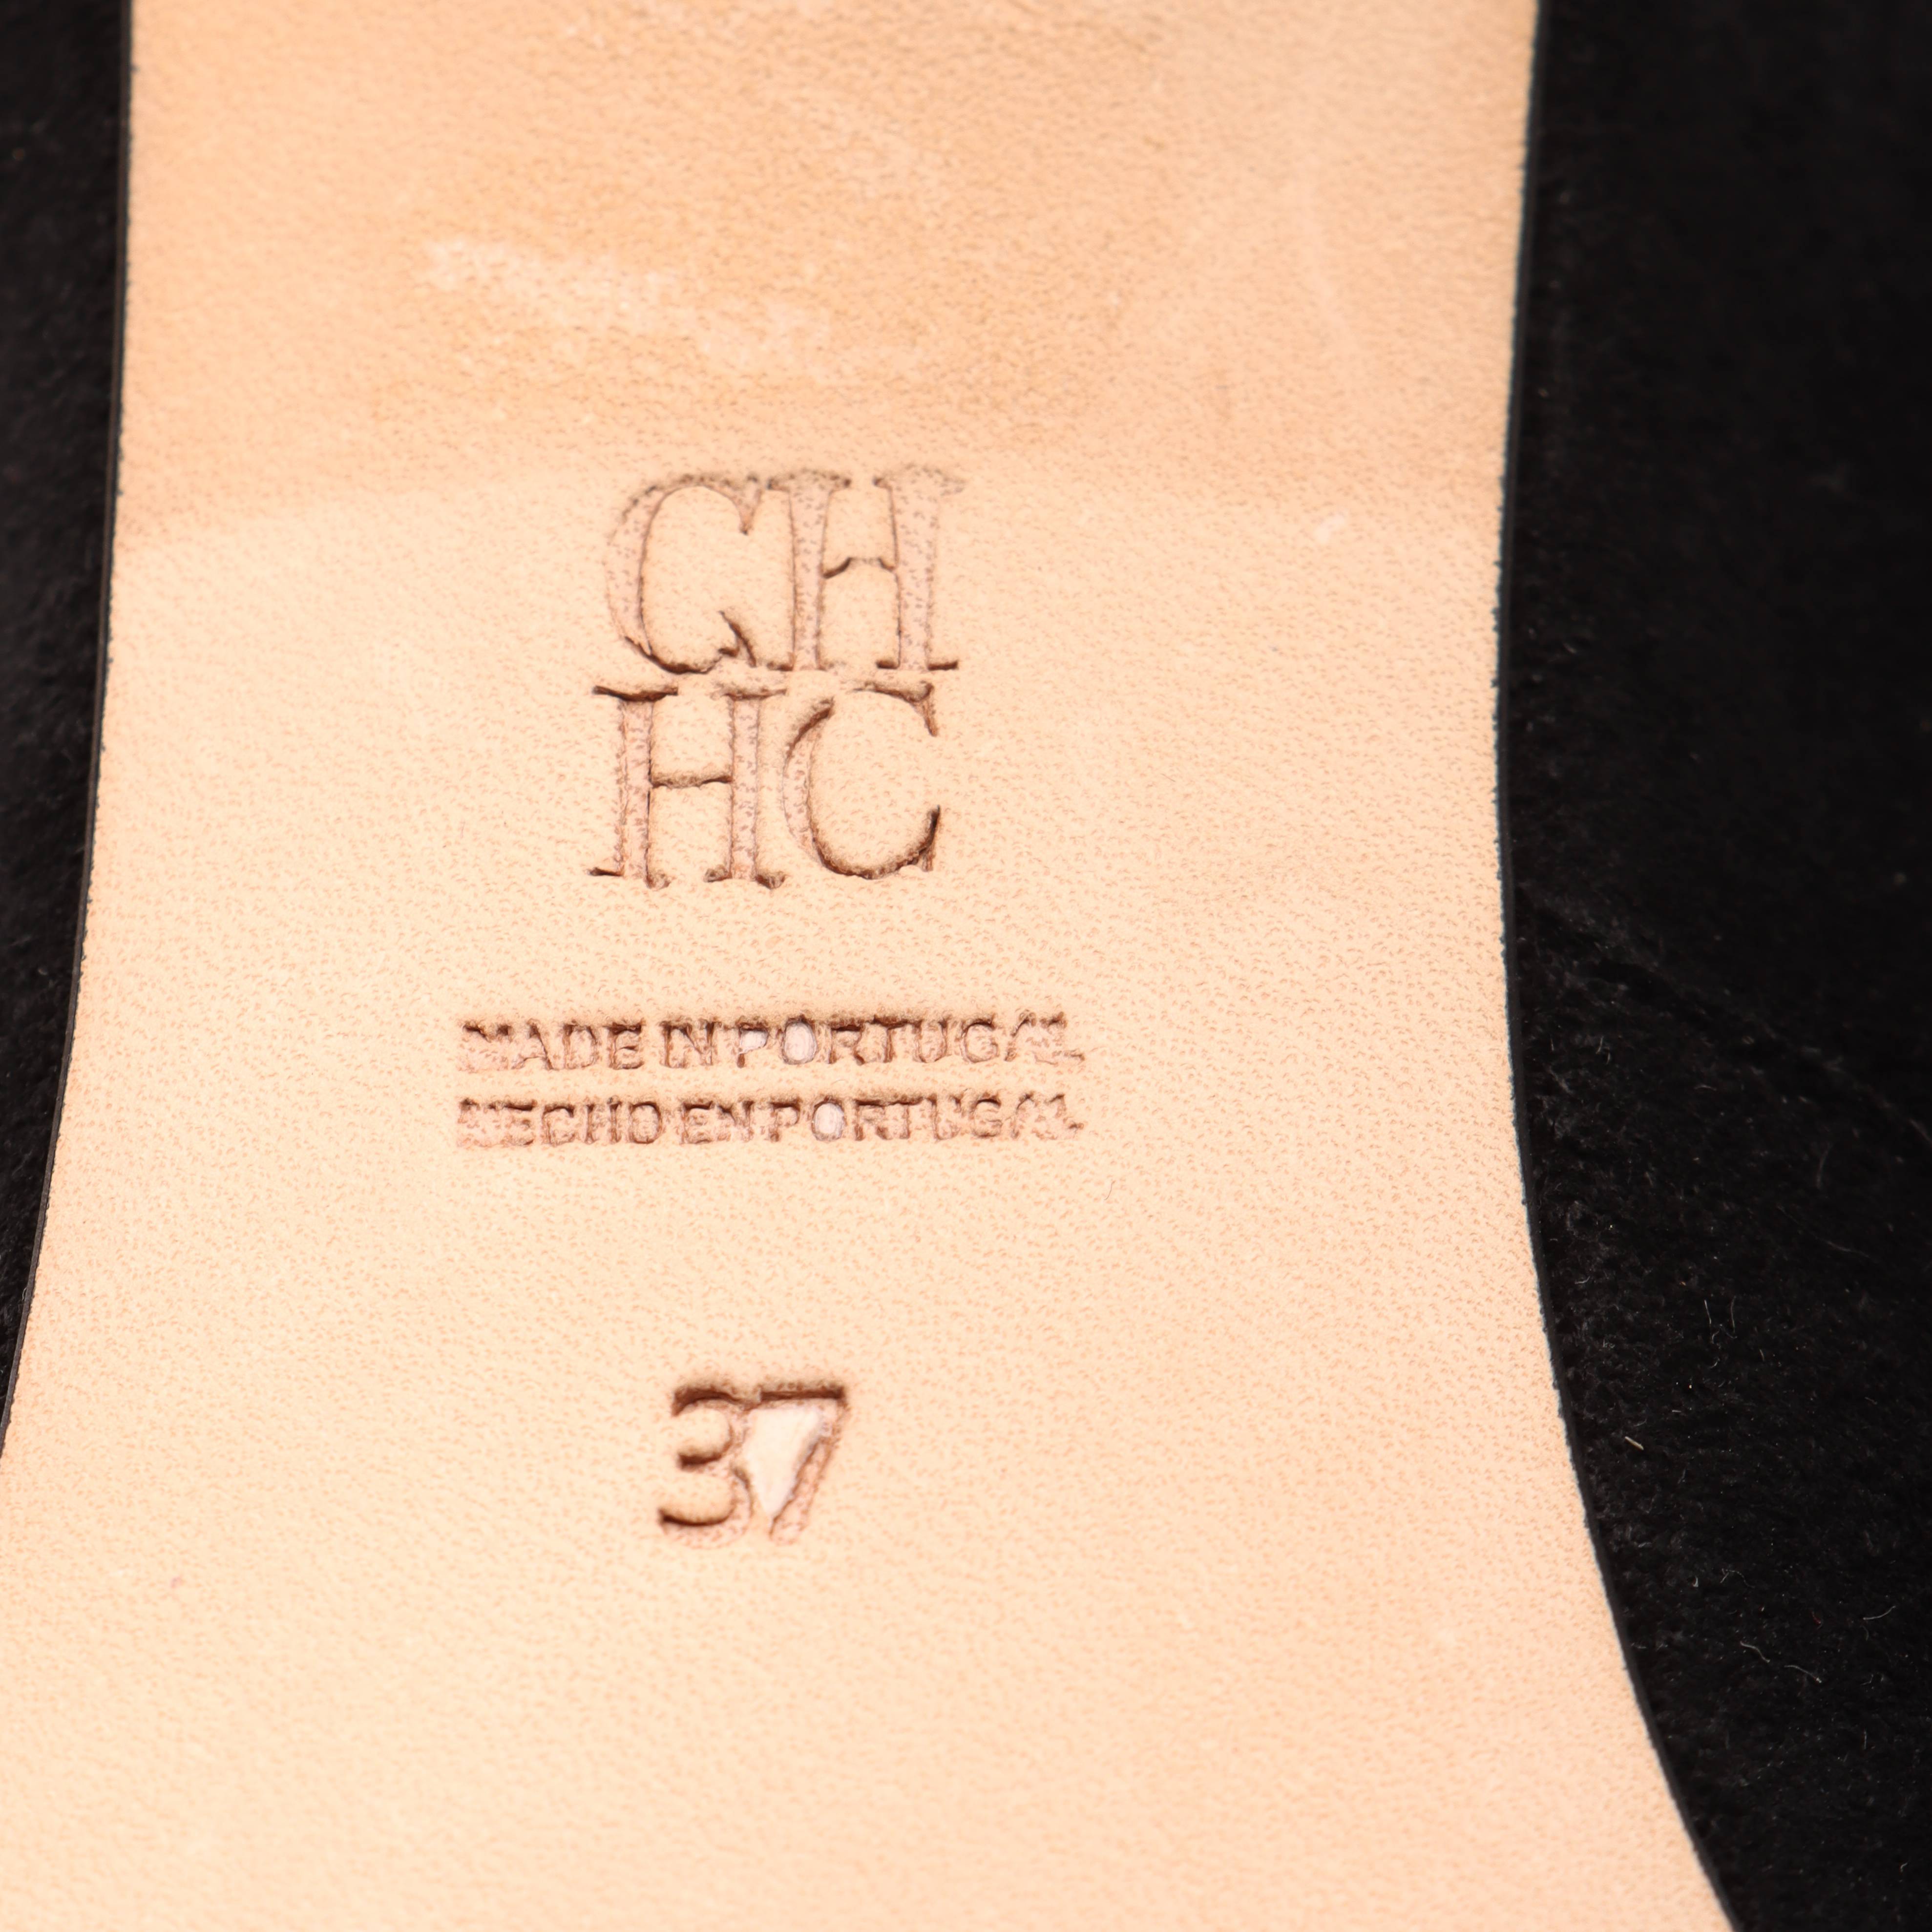 CH
HC
MADE IN PORTUGAL
HECHO EN PORTUGAL
37